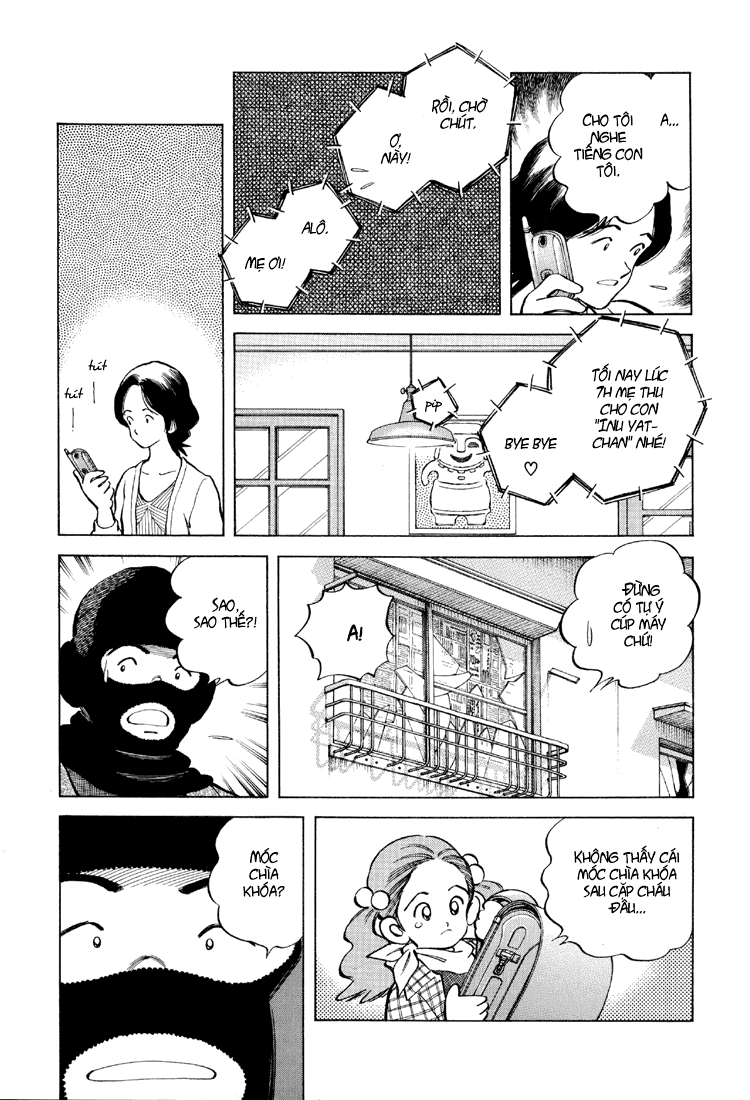 A...
CHO TÔI
NGHE
TIẾNG CON
TÔI.
RỒI, CHỜ
CHÚT.
Ơ,
NÀY!
ALÔ.
MẸ ƠI!
tút
tút
TỐI NAY LÚC
7H MẸ THU
CHO CON
"INU YAT-
CHAN" NHÉ!
BYE BYE
♡
PÍP
ĐỪNG
CÓ TỰ Ý
CÚP MÁY
CHỨ!
A!
SAO,
SAO THẾ?!
KHÔNG THẤY CÁI
MÓC CHÌA KHÓA
SAU CẶP CHÁU
ĐÂU...
MÓC
CHÌA
KHÓA?